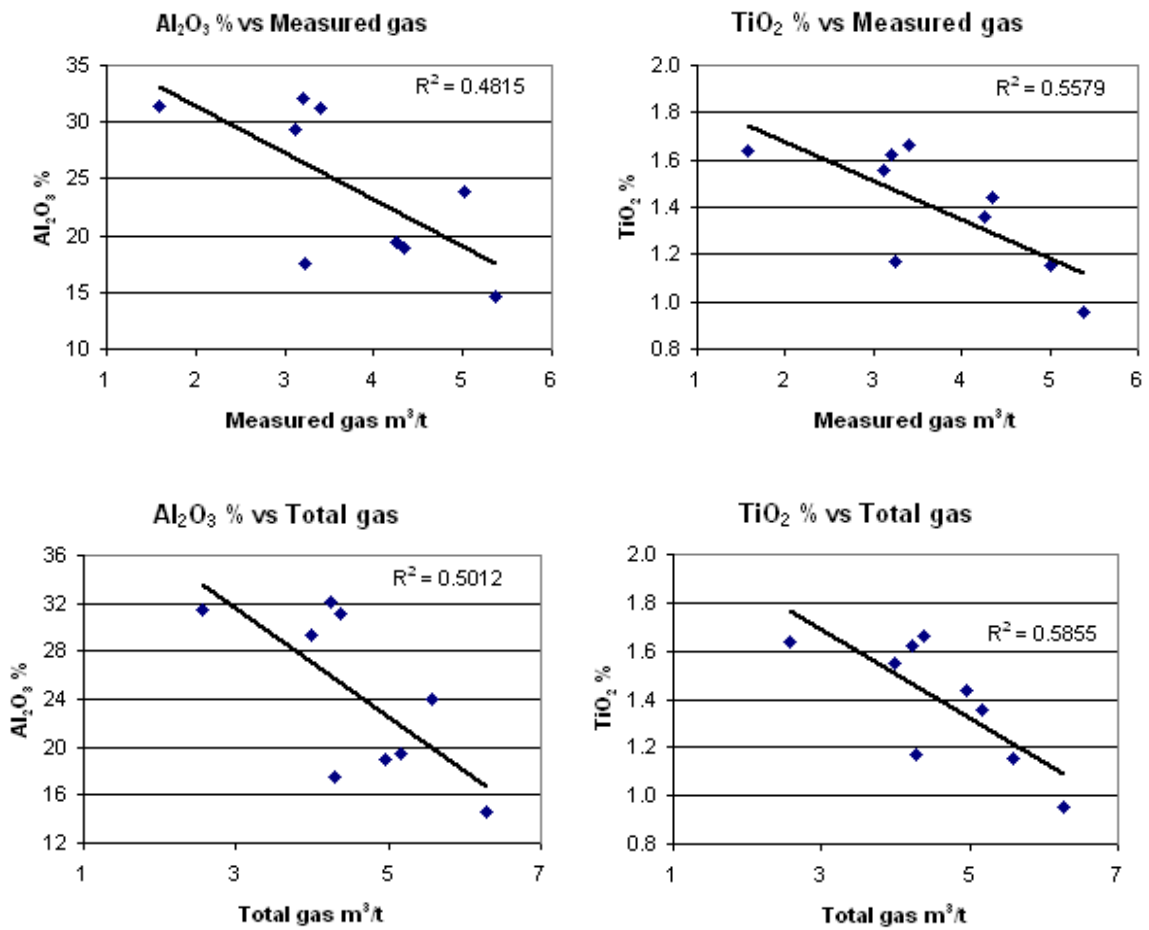 Al₂O₃ % vs Measured gas
R² = 0.4815
35
30
25
20
15
10
Al₂O₃ %
1 2 3 4 5 6
Measured gas m³/t
TiO₂ % vs Measured gas
R² = 0.5579
2.0
1.8
1.6
1.4
1.2
1.0
0.8
TiO₂ %
1 2 3 4 5 6
Measured gas m³/t
Al₂O₃ % vs Total gas
R² = 0.5012
36
32
28
24
20
16
12
Al₂O₃ %
1 3 5 7
Total gas m³/t
TiO₂ % vs Total gas
R² = 0.5855
2.0
1.8
1.6
1.4
1.2
1.0
0.8
TiO₂ %
1 3 5 7
Total gas m³/t